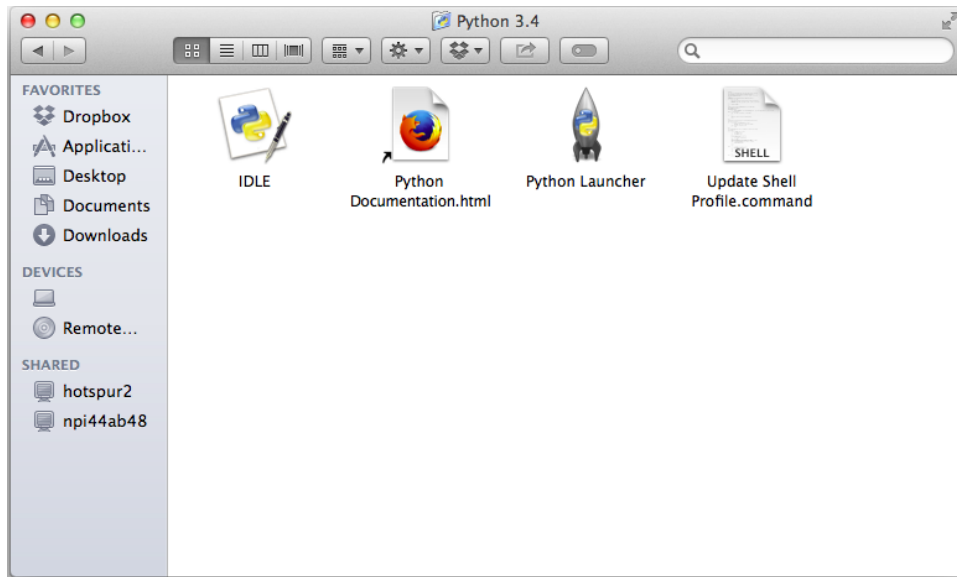 Python 3.4
FAVORITES
Dropbox
Applicati...
Desktop
Documents
Downloads
DEVICES
Remote...
SHARED
hotspur2
npi44ab48
IDLE
Python
Documentation.html
Python Launcher
SHELL
Update Shell
Profile.command